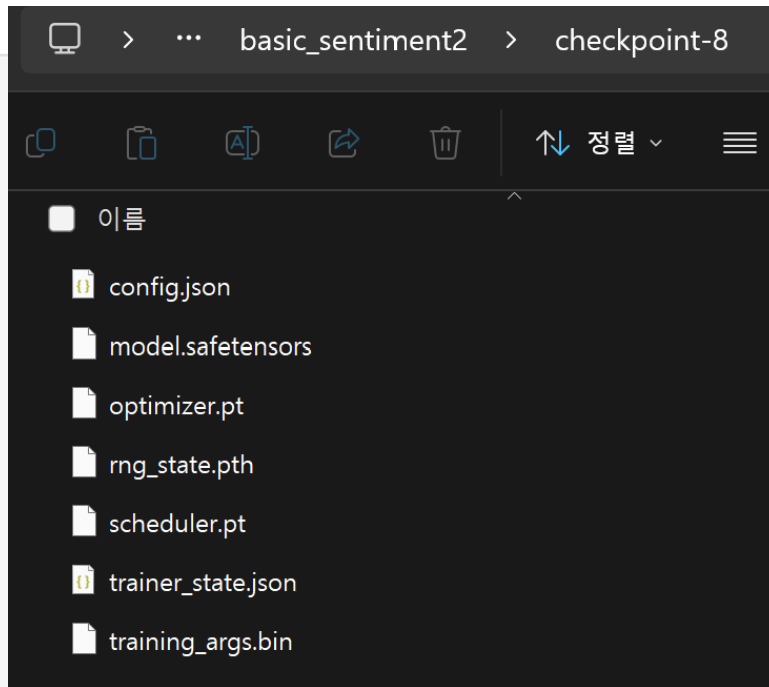 basic_sentiment2 > checkpoint-8
정렬
이름
config.json
model.safetensors
optimizer.pt
rng_state.pth
scheduler.pt
trainer_state.json
training_args.bin